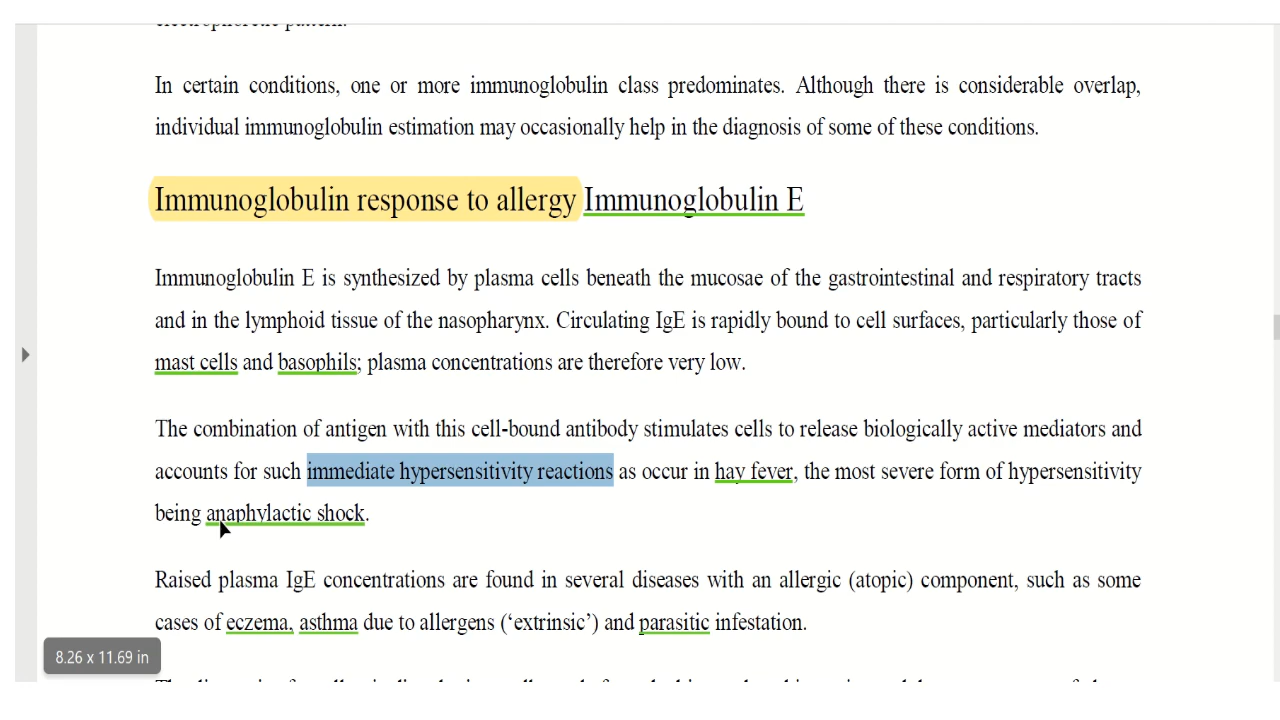 electrophoretic pattern.
In certain conditions, one or more immunoglobulin class predominates. Although there is considerable overlap,
individual immunoglobulin estimation may occasionally help in the diagnosis of some of these conditions.
Immunoglobulin response to allergy Immunoglobulin E
Immunoglobulin E is synthesized by plasma cells beneath the mucosae of the gastrointestinal and respiratory tracts
and in the lymphoid tissue of the nasopharynx. Circulating IgE is rapidly bound to cell surfaces, particularly those of
mast cells and basophils; plasma concentrations are therefore very low.
The combination of antigen with this cell-bound antibody stimulates cells to release biologically active mediators and
accounts for such immediate hypersensitivity reactions as occur in hay fever, the most severe form of hypersensitivity
being anaphylactic shock.
Raised plasma IgE concentrations are found in several diseases with an allergic (atopic) component, such as some
cases of eczema, asthma due to allergens (‘extrinsic’) and parasitic infestation.
8.26 x 11.69 in